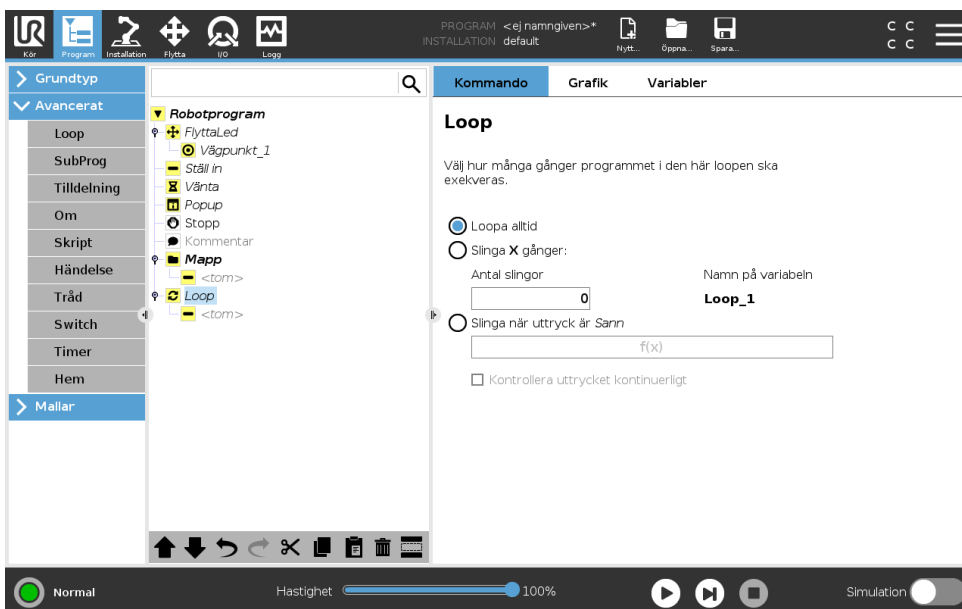 UR
Kör
Program
Installation
Flytta
I/O
Logg
PROGRAM <ej namngiven>*
INSTALLATION default
Nytt...
Öppna...
Spara...
C C
C C
Grundtyp
Avancerat
Loop
SubProg
Tilldelning
Om
Skript
Händelse
Tråd
Switch
Timer
Hem
Mallar
Robotprogram
FlyttaLed
Vägpunkt_1
Ställ in
Vänta
Popup
Stopp
Kommentar
Mapp
<tom>
Loop
<tom>
Kommando
Grafik
Variabler
Loop
Välj hur många gånger programmet i den här loopen ska
exekveras.
Loopa alltid
Slinga X gånger:
Antal slingor
Namn på variabeln
0
Loop_1
Slinga när uttryck är Sann
f(x)
Kontrollera uttrycket kontinuerligt
Normal
Hastighet
100%
Simulation